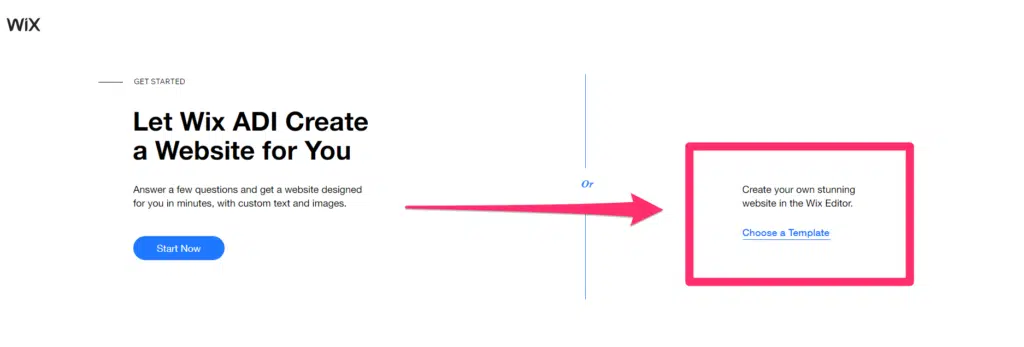 WiX
GET STARTED
Let Wix ADI Create
a Website for You
Answer a few questions and get a website designed
for you in minutes, with custom text and images.
Start Now
Or
Create your own stunning
website in the Wix Editor.
Choose a Template